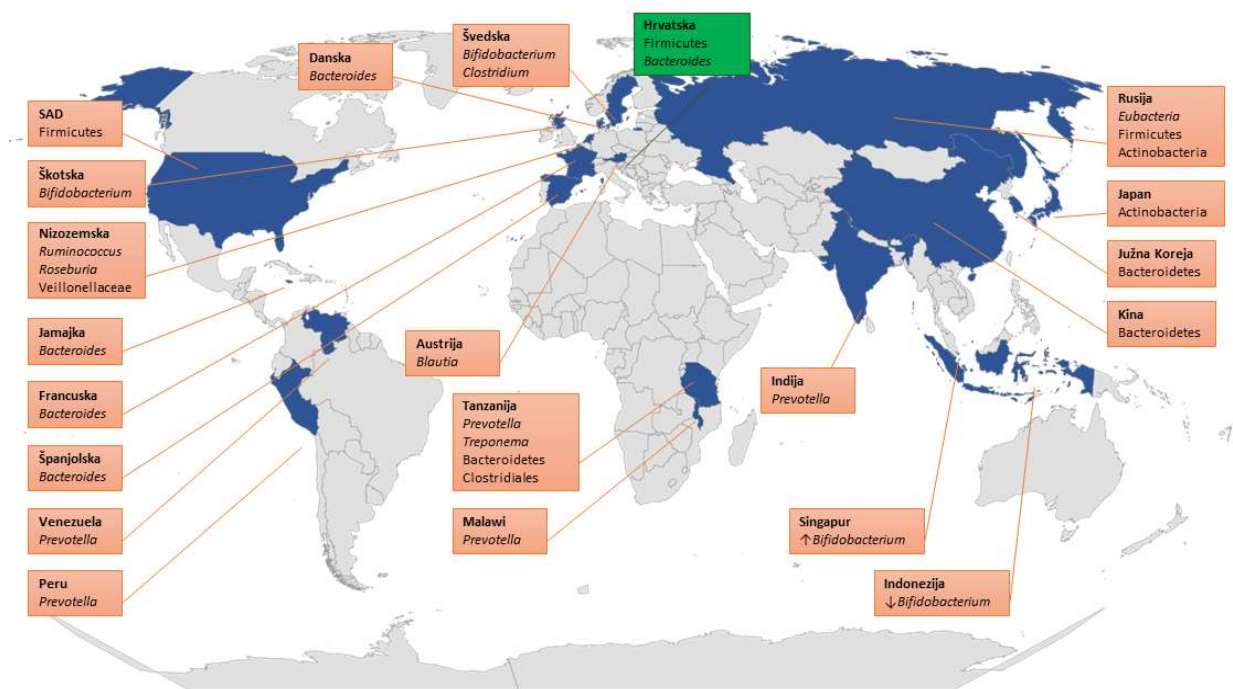 Hrvatska
Firmicutes
Bacteroides
Švedska
Bifidobacterium
Clostridium
Danska
Bacteroides
SAD
Firmicutes
Škotska
Bifidobacterium
Nizozemska
Ruminococcus
Roseburia
Veillonellaceae
Jamajka
Bacteroides
Francuska
Bacteroides
Španjolska
Bacteroides
Venezuela
Prevotella
Peru
Prevotella
Austrija
Blautia
Tanzanija
Prevotella
Treponema
Bacteroidetes
Clostridiales
Malawi
Prevotella
Indija
Prevotella
Rusija
Eubacteria
Firmicutes
Actinobacteria
Japan
Actinobacteria
Južna Koreja
Bacteroidetes
Kina
Bacteroidetes
Singapur
↑Bifidobacterium
Indonezija
↓Bifidobacterium